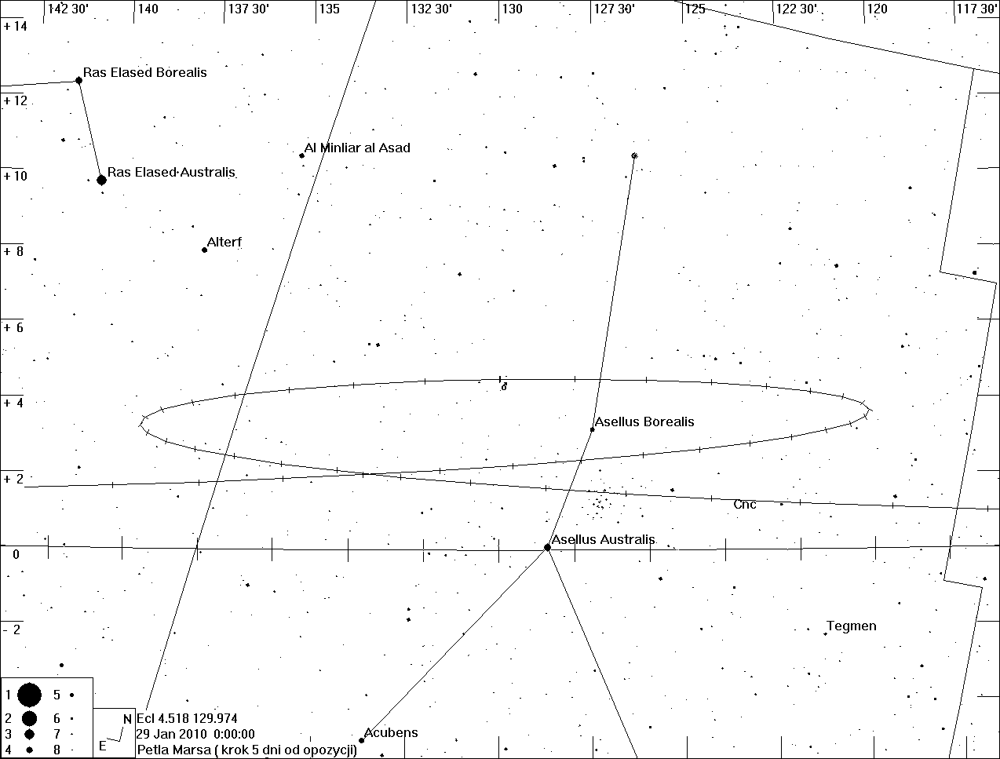 142 30' 140 137 30' 135 132 30' 130 127 30' 125 122 30' 120 117 30'
+ 14
Ras Elased Borealis
+ 12
Al Minliar al Asad
+ 10
Ras Elased Australis
Alterf
+ 8
+ 6
♂
+ 4
Asellus Borealis
+ 2
Cnc
Asellus Australis
0
- 2
Tegmen
1 5
2 6
3 7
4 8
N
E
Ecl 4.518 129.974
29 Jan 2010 0:00:00
Petla Marsa ( krok 5 dni od opozycji)
Acubens